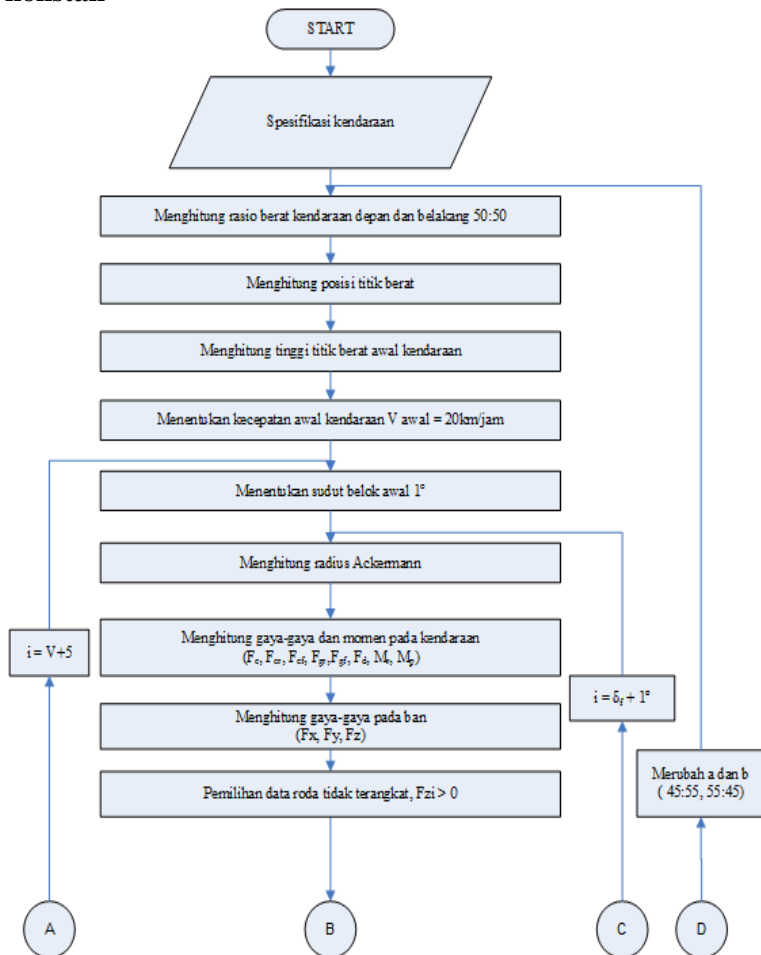 START
Spesifikasi kendaraan
Menghitung rasio berat kendaraan depan dan belakang 50:50
Menghitung posisi titik berat
Menghitung tinggi titik berat awal kendaraan
Menentukan kecepatan awal kendaraan V awal = 20km/jam
Menentukan sudut belok awal 1°
Menghitung radius Ackermann
i = V+5
Menghitung gaya-gaya dan momen pada kendaraan
(Fc, Fcr, Fcf, Fgr,Fgf, Fd, Mr, Mp)
i = δf + 1°
Menghitung gaya-gaya pada ban
(Fx, Fy, Fz)
Merubah a dan b
( 45:55, 55:45)
Pemilihan data roda tidak terangkat, Fzi > 0
A
B
C
D